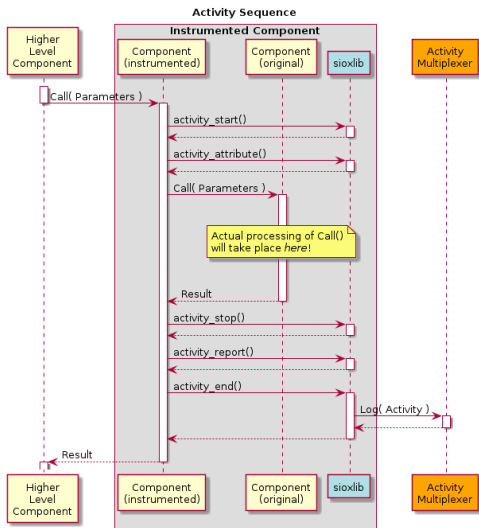 Activity Sequence
Instrumented Component
Higher
Level
Component
Component
(instrumented)
Component
(original)
sioxlib
Activity
Multiplexer
Call( Parameters )
activity_start()
activity_attribute()
Call( Parameters )
Actual processing of Call()
will take place here!
Result
activity_stop()
activity_report()
activity_end()
Log( Activity )
Result
Higher
Level
Component
Component
(instrumented)
Component
(original)
sioxlib
Activity
Multiplexer